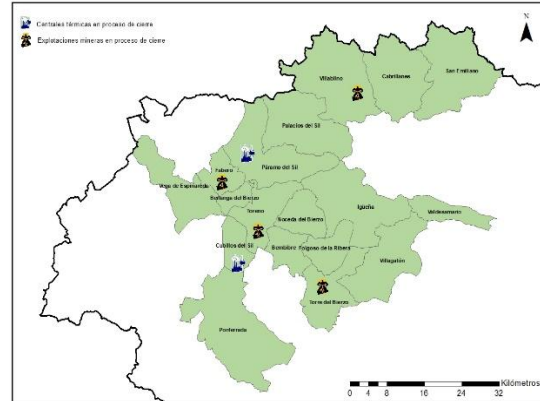 Centrales térmicas en proceso de cierre
Explotaciones mineras en proceso de cierre
N
Villablino
Cabrillanes
San Emiliano
Palacios del Sil
Páramo del Sil
Fabero
Vega de Espinareda
Berlanga del Bierzo
Toreno
Noceda del Bierzo
Igüeña
Valdesamario
Cubillos del Sil
Bembibre
Folgoso de la Ribera
Villagatón
Torre del Bierzo
Ponferrada
Kilómetros
0 4 8 16 24 32